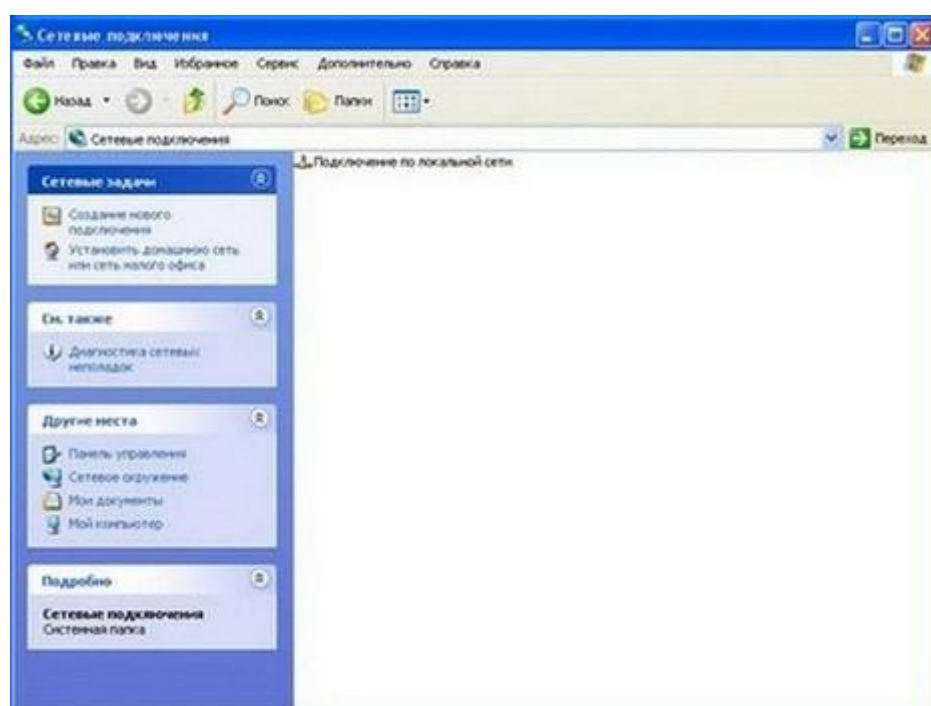 Сетевые подключения
Файл Правка Вид Избранное Сервис Дополнительно Справка
Назад Поиск Папки
Адрес: Сетевые подключения Переход
Подключение по локальной сети
Сетевые задачи
Создание нового
подключения
Установить домашнюю сеть
или сеть малого офиса
См. также
Диагностика сетевых
неполадок
Другие места
Панель управления
Сетевое окружение
Мои документы
Мой компьютер
Подробно
Сетевые подключения
Системная папка